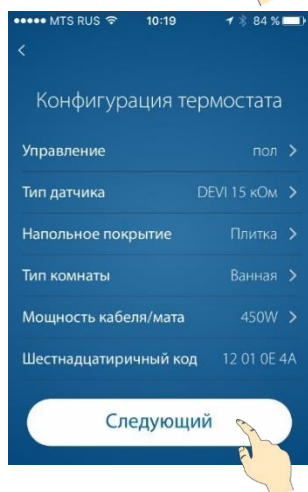 MTS RUS 10:19 84 %
Конфигурация термостата
Управление пол
Тип датчика DEVI 15 кОм
Напольное покрытие Плитка
Тип комнаты Ванная
Мощность кабеля/мата 450W
Шестнадцатиричный код 12 01 0E 4A
Следующий